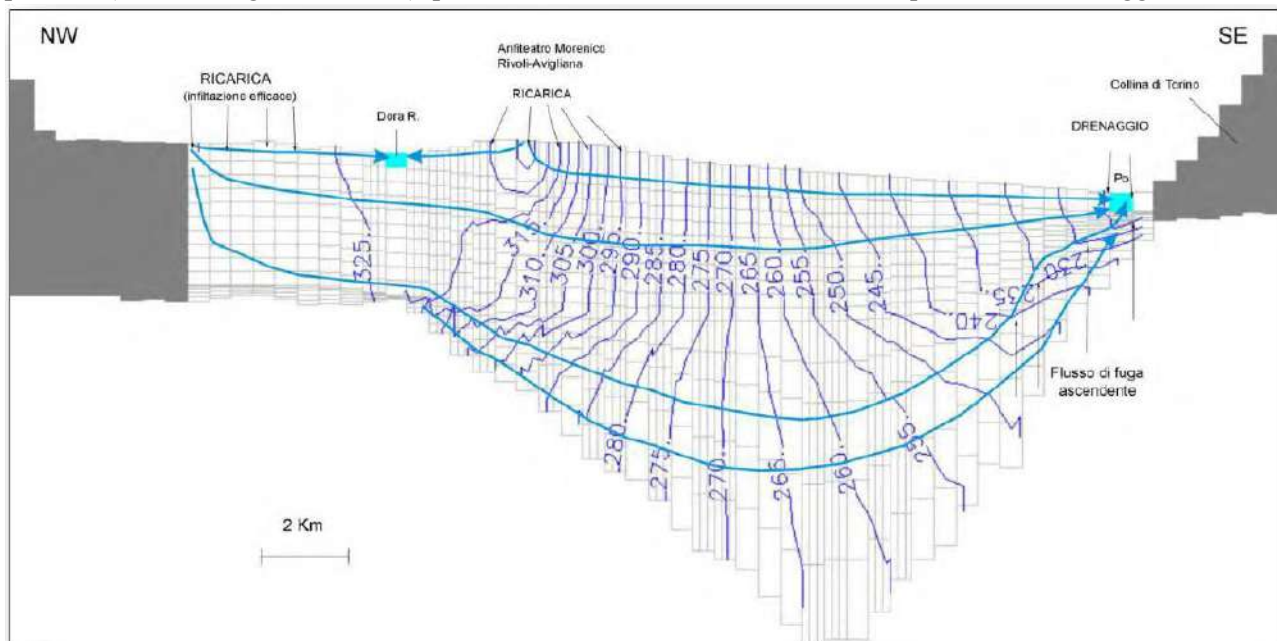 NW
SE
Anfiteatro Morenico
Rivoli-Avigliana
RICARICA
(infiltazione efficace)
RICARICA
Dora R.
Collina di Torino
DRENAGGIO
Po
325.
315.
310.
305.
300.
295.
290.
285.
280.
275.
270.
265.
260.
255.
250.
245.
240.
235.
230.
Flusso di fuga
ascendente
280.
275.
270.
265.
260.
255.
2 Km